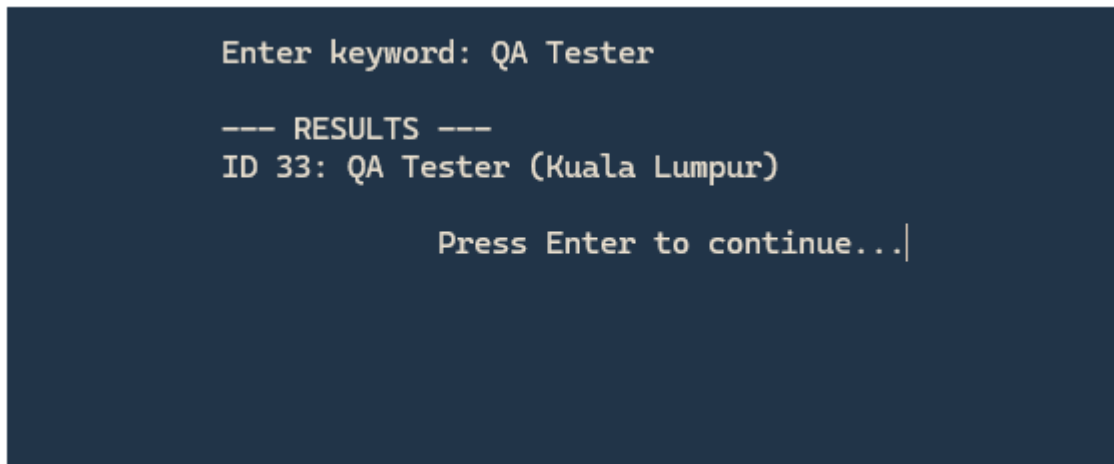 Enter keyword: QA Tester
--- RESULTS ---
ID 33: QA Tester (Kuala Lumpur)
Press Enter to continue...